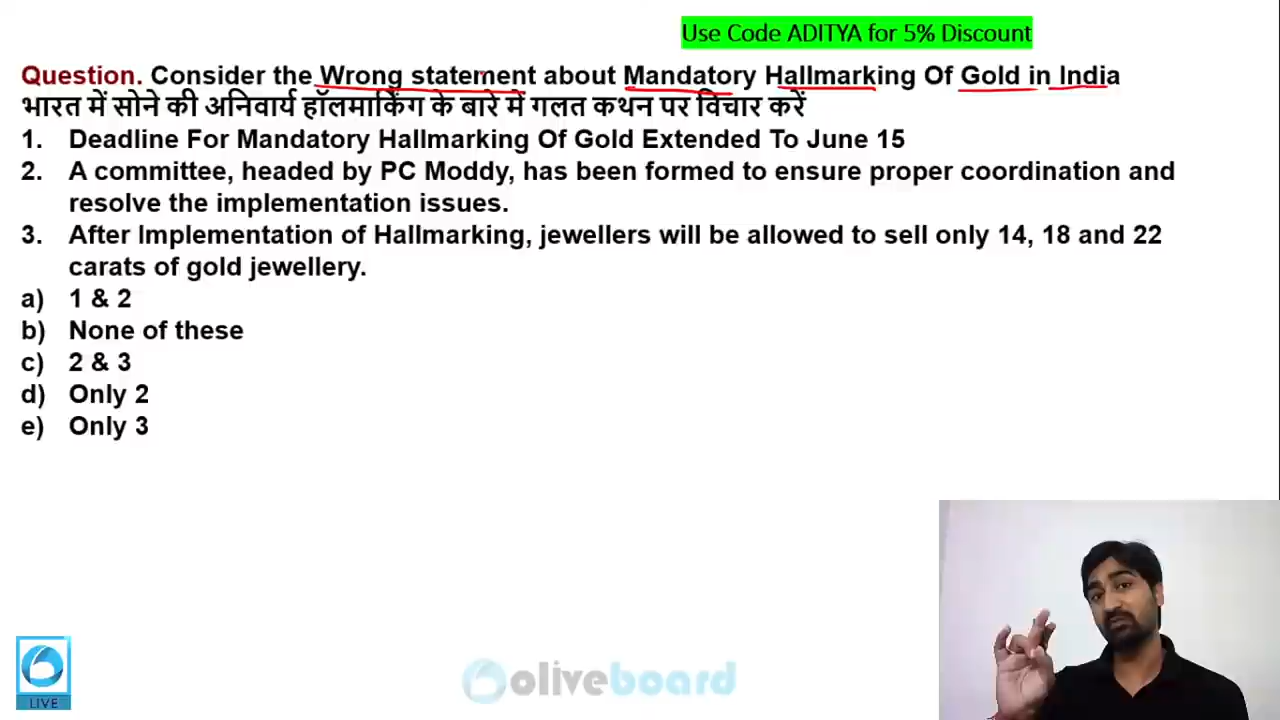 Use Code ADITYA for 5% Discount
Question. Consider the Wrong statement about Mandatory Hallmarking Of Gold in India
भारत में सोने की अनिवार्य हॉलमार्किंग के बारे में गलत कथन पर विचार करें
1. Deadline For Mandatory Hallmarking Of Gold Extended To June 15
2. A committee, headed by PC Moddy, has been formed to ensure proper coordination and
resolve the implementation issues.
3. After Implementation of Hallmarking, jewellers will be allowed to sell only 14, 18 and 22
carats of gold jewellery.
a) 1 & 2
b) None of these
c) 2 & 3
d) Only 2
e) Only 3
LIVE
oliveboard